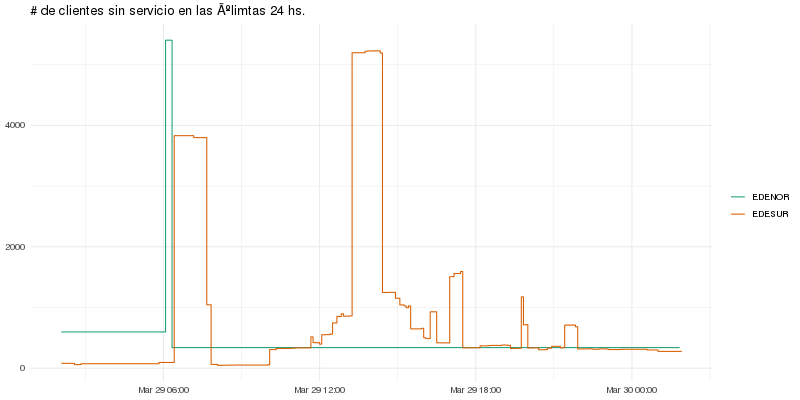 # de clientes sin servicio en las Ãºlimtas 24 hs.
4000
2000
0
Mar 29 06:00
Mar 29 12:00
Mar 29 18:00
Mar 30 00:00
EDENOR
EDESUR